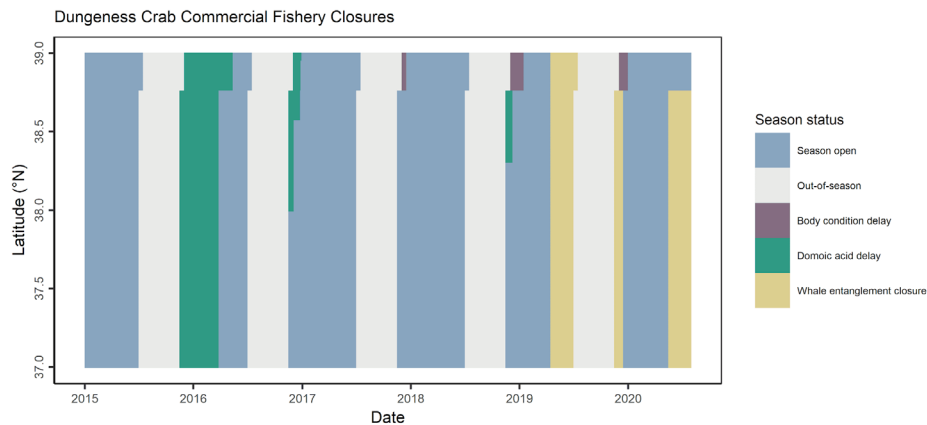 Dungeness Crab Commercial Fishery Closures
39.0
38.5
38.0
37.5
37.0
Latitude (°N)
2015 2016 2017 2018 2019 2020
Date
Season status
Season open
Out-of-season
Body condition delay
Domoic acid delay
Whale entanglement closure